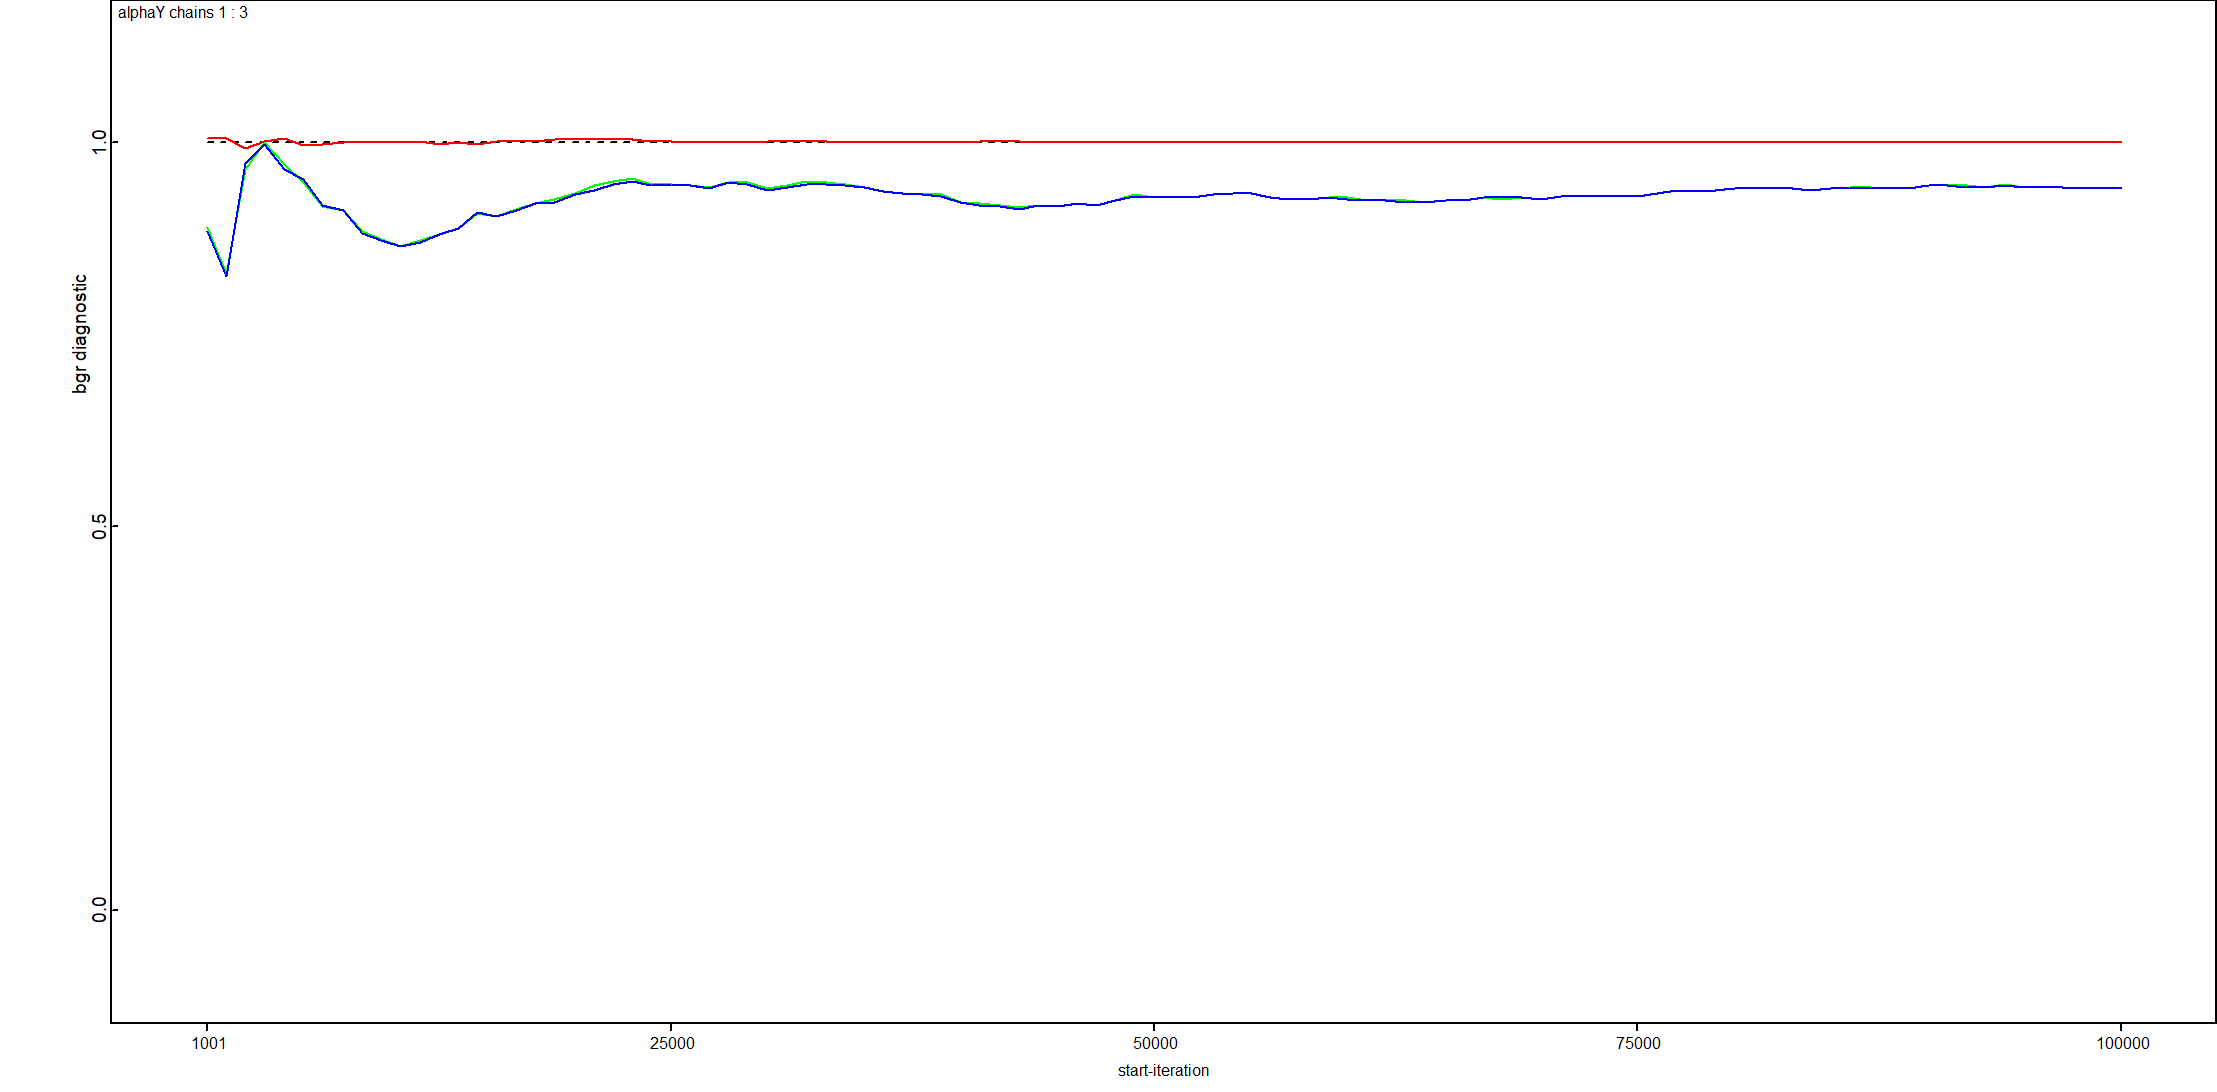 alphaY chains 1 : 3
bgr diagnostic
1.0
0.5
0.0
1001 25000 50000 75000 100000
start-iteration